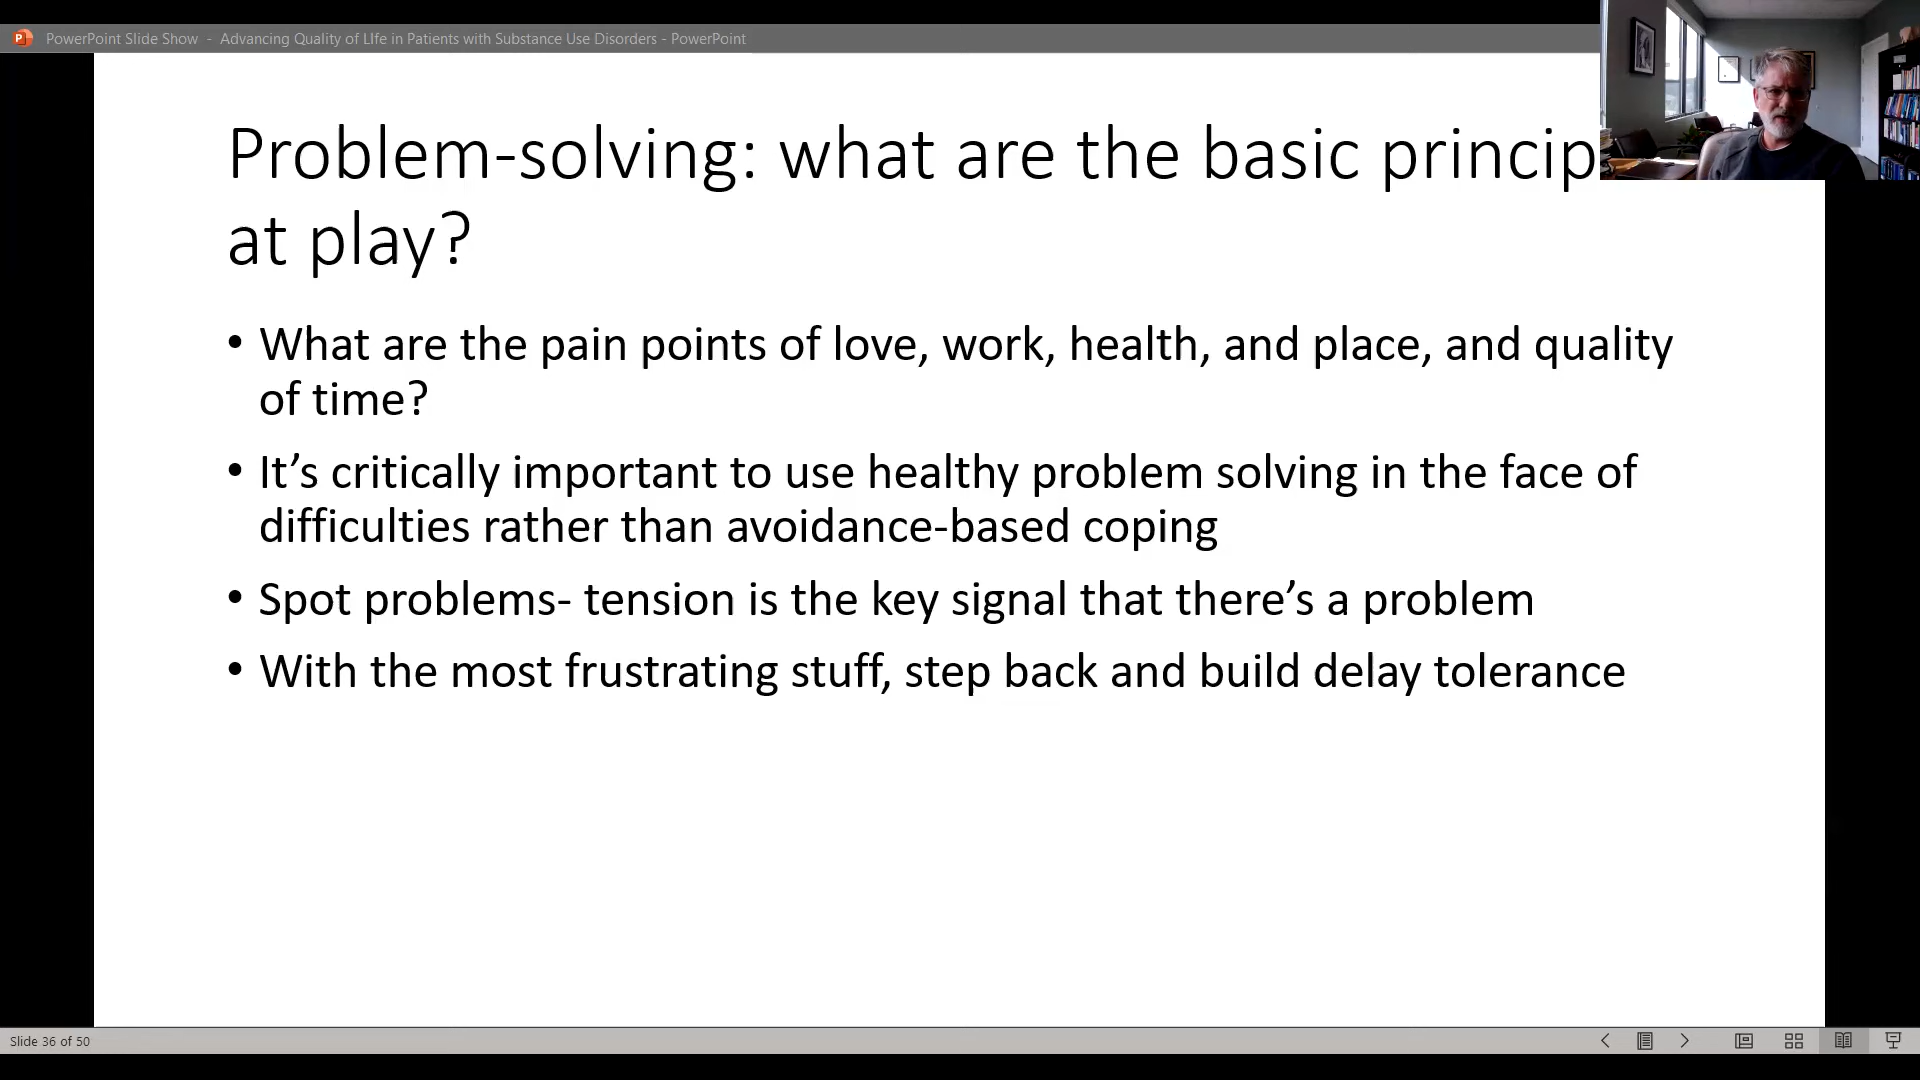 PowerPoint Slide Show - Advancing Quality of LIfe in Patients with Substance Use Disorders - PowerPoint
Problem-solving: what are the basic princip
at play?
• What are the pain points of love, work, health, and place, and quality
of time?
• It’s critically important to use healthy problem solving in the face of
difficulties rather than avoidance-based coping
• Spot problems- tension is the key signal that there’s a problem
• With the most frustrating stuff, step back and build delay tolerance
Slide 36 of 50